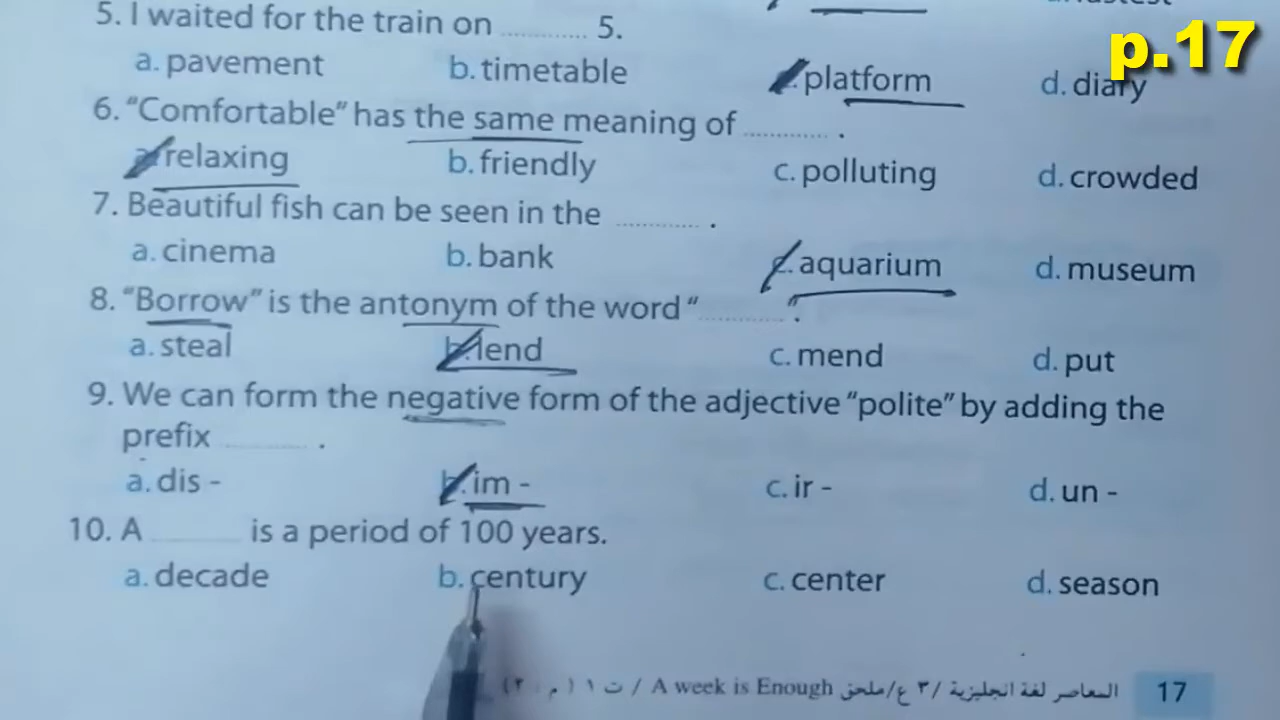 p.17
5. I waited for the train on ............ 5.
a. pavement b. timetable platform d. diary
6. “Comfortable” has the same meaning of ............ .
a. relaxing b. friendly c. polluting d. crowded
7. Beautiful fish can be seen in the ............ .
a. cinema b. bank c. aquarium d. museum
8. “Borrow” is the antonym of the word “............”.
a. steal b. lend c. mend d. put
9. We can form the negative form of the adjective “polite” by adding the
prefix ............ .
a. dis - b. im - c. ir - d. un -
10. A ............ is a period of 100 years.
a. decade b. century c. center d. season
المعاصر لغة انجليزية / ٣ ع/ملحق A week is Enough / ت ١ ( م ٢ ) 17